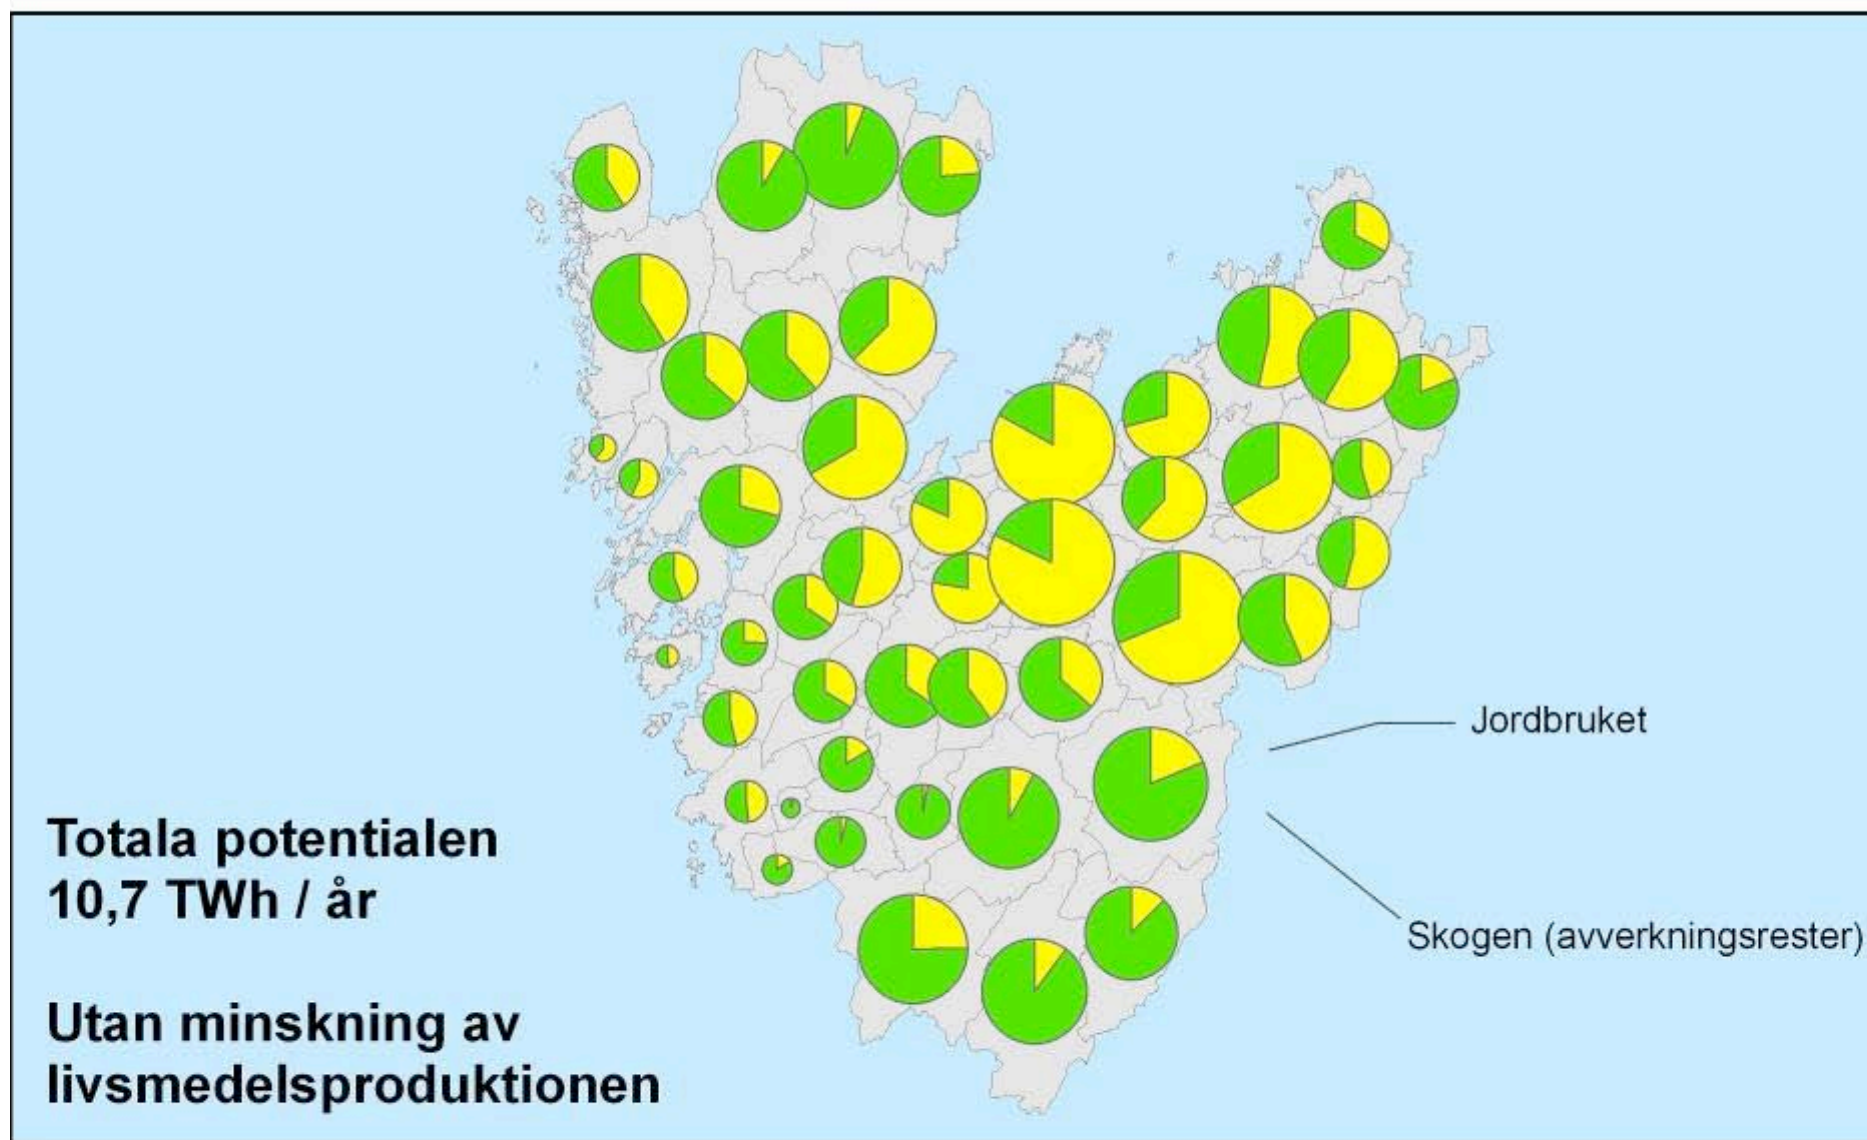 Jordbruket
Skogen (avverkningsrester)
Totala potentialen
10,7 TWh / år
Utan minskning av
livsmedelsproduktionen